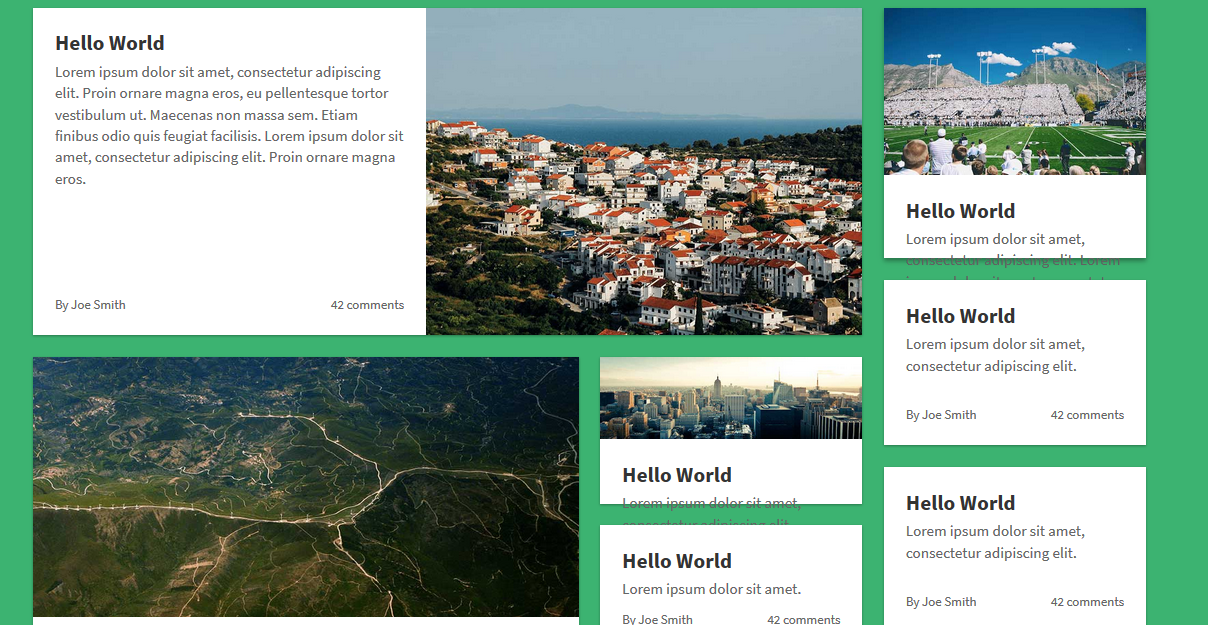 Hello World
Lorem ipsum dolor sit amet, consectetur adipiscing
elit. Proin ornare magna eros, eu pellentesque tortor
vestibulum ut. Maecenas non massa sem. Etiam
finibus odio quis feugiat facilisis. Lorem ipsum dolor sit
amet, consectetur adipiscing elit. Proin ornare magna
eros.
By Joe Smith
42 comments
Hello World
Lorem ipsum dolor sit amet,
consectetur adipiscing elit. Lorem
Hello World
Lorem ipsum dolor sit amet,
consectetur adipiscing elit.
By Joe Smith
42 comments
Hello World
Lorem ipsum dolor sit amet,
consectetur adipiscing elit.
Hello World
Lorem ipsum dolor sit amet.
By Joe Smith
42 comments
Hello World
Lorem ipsum dolor sit amet,
consectetur adipiscing elit.
By Joe Smith
42 comments